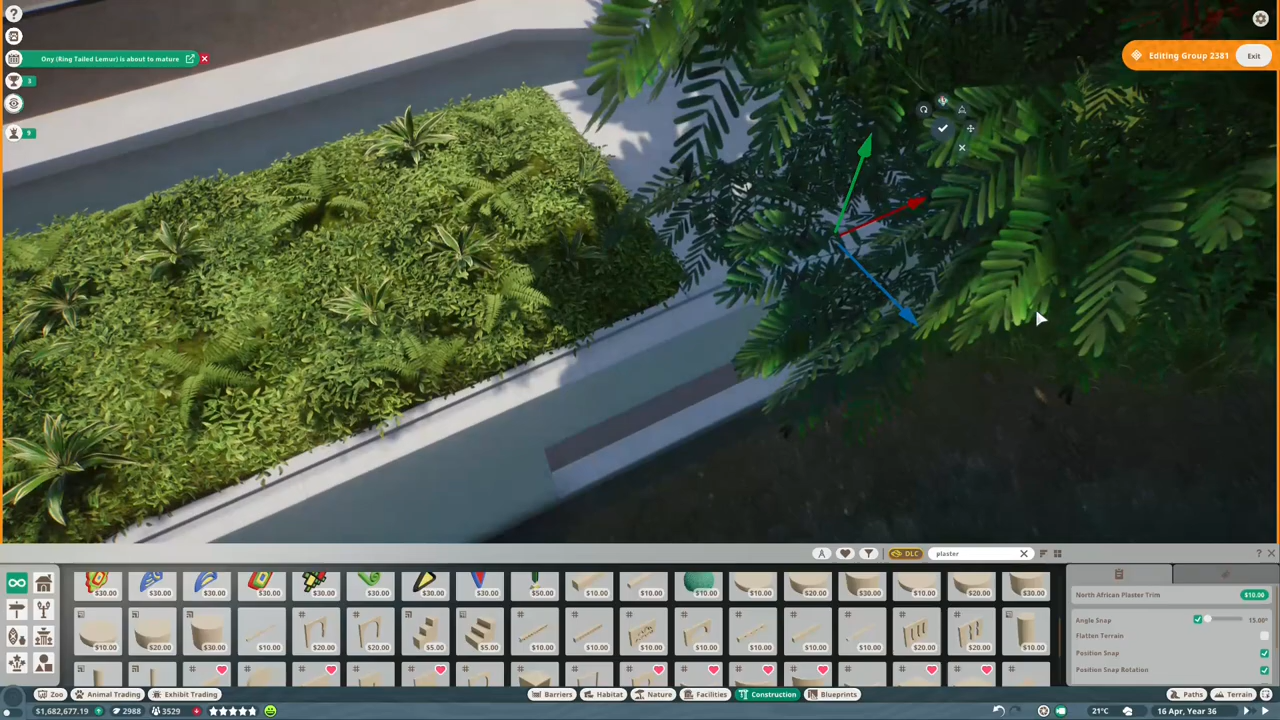 Ony (Ring Tailed Lemur) is about to mature
3
9
Editing Group 2381
Exit
DLC
plaster
$30.00 $30.00 $30.00 $30.00 $30.00 $30.00 $30.00 $30.00 $50.00 $10.00 $10.00 $10.00 $10.00 $20.00 $30.00 $10.00 $20.00 $30.00
$10.00 $20.00 $30.00 $10.00 $20.00 $20.00 $5.00 $5.00 $10.00 $10.00 $20.00 $20.00 $10.00 $10.00 $10.00 $20.00 $20.00 $10.00
North African Plaster Trim
$10.00
Angle Snap
15.00°
Flatten Terrain
Position Snap
Position Snap Rotation
Zoo
Animal Trading
Exhibit Trading
Barriers
Habitat
Nature
Facilities
Construction
Blueprints
Paths
Terrain
$1,682,677.19
2988
3529
21°C
16 Apr, Year 36